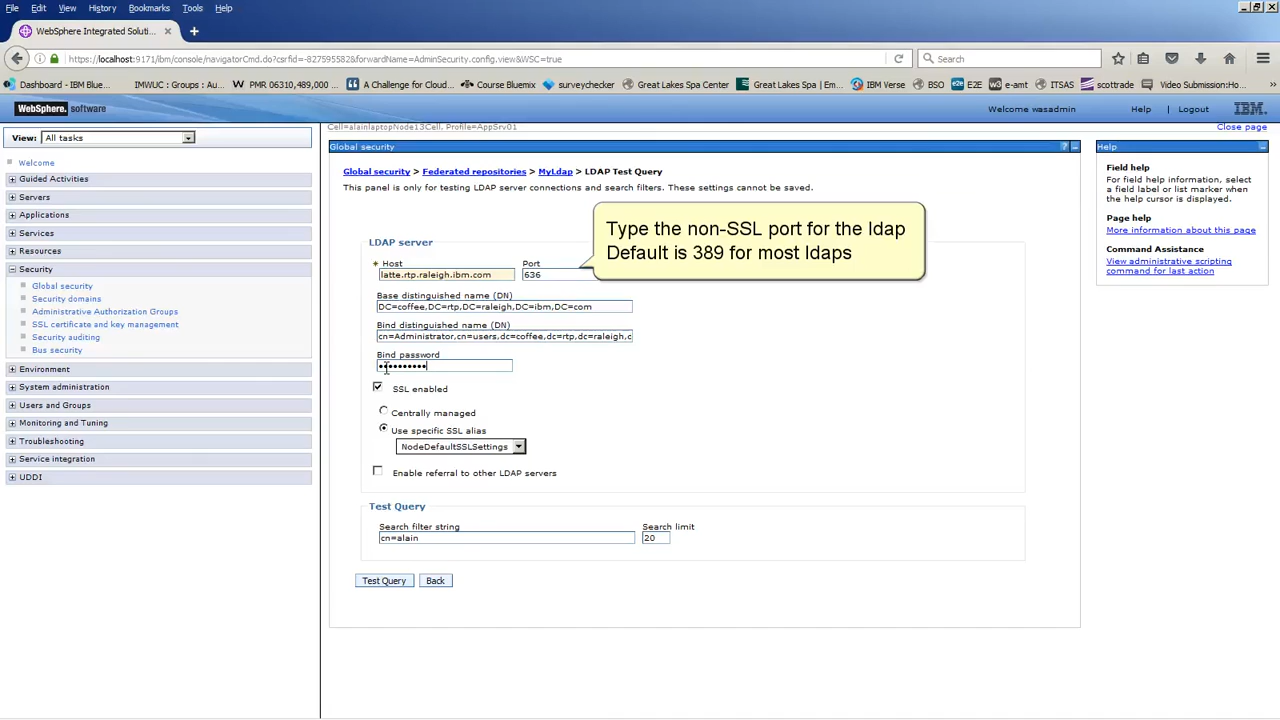 File Edit View History Bookmarks Tools Help
WebSphere Integrated Soluti...
https://localhost:9171/ibm/console/navigatorCmd.do?csrfid=-827595582&forwardName=AdminSecurity.config.view&WSC=true
Search
Dashboard - IBM Blue... IMWUC : Groups : Au... PMR 06310,489,000 A Challenge for Cloud... Course Bluemix surveychecker Great Lakes Spa Center Great Lakes Spa | Em... IBM Verse BSO E2E e-amt ITSAS scottrade Video Submission:Ho...
WebSphere. software
Welcome wasadmin Help Logout IBM
View: All tasks
Cell=alainlaptopNode13Cell, Profile=AppSrv01
Close page
Welcome
Guided Activities
Servers
Applications
Services
Resources
Security
Global security
Security domains
Administrative Authorization Groups
SSL certificate and key management
Security auditing
Bus security
Environment
System administration
Users and Groups
Monitoring and Tuning
Troubleshooting
Service integration
UDDI
Global security ?
Global security > Federated repositories > MyLdap > LDAP Test Query
This panel is only for testing LDAP server connections and search filters. These settings cannot be saved.
Type the non-SSL port for the ldap
Default is 389 for most ldaps
LDAP server
Host Port
latte.rtp.raleigh.ibm.com 636
Base distinguished name (DN)
DC=coffee,DC=rtp,DC=raleigh,DC=ibm,DC=com
Bind distinguished name (DN)
cn=Administrator,cn=users,dc=coffee,dc=rtp,dc=raleigh,c
Bind password
SSL enabled
Centrally managed
Use specific SSL alias
NodeDefaultSSLSettings
Enable referral to other LDAP servers
Test Query
Search filter string Search limit
cn=alain 20
Test Query Back
Help
Field help
For field help information, select
a field label or list marker when
the help cursor is displayed.
Page help
More information about this page
Command Assistance
View administrative scripting
command for last action